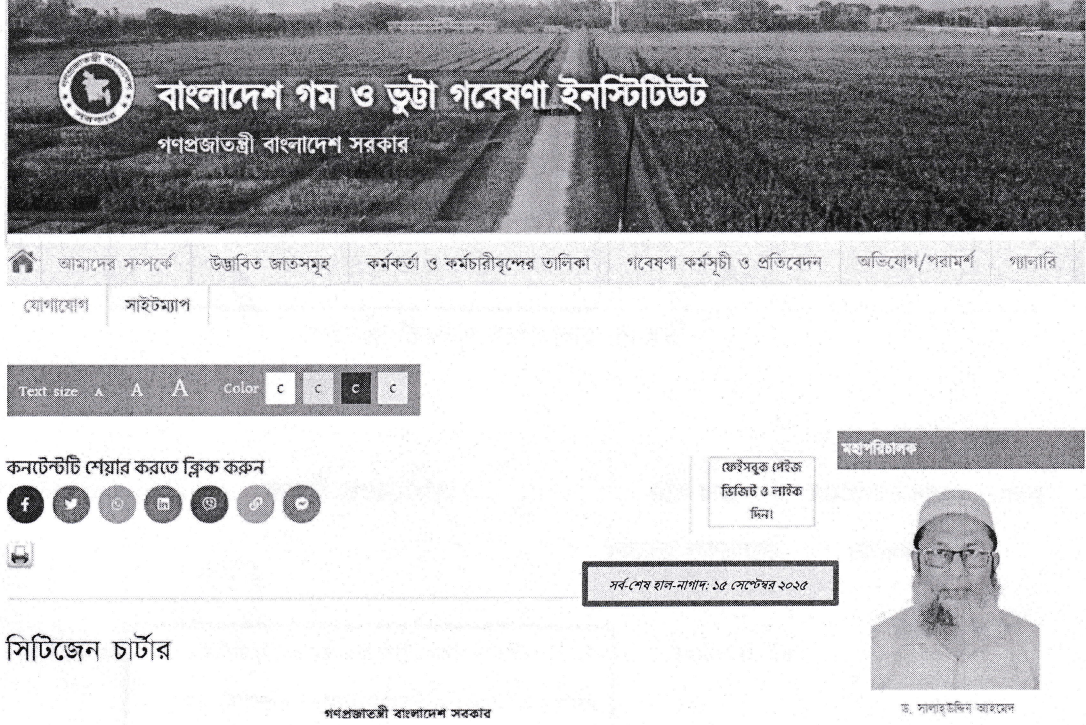 বাংলাদেশ গম ও ভুট্টা গবেষণা ইনস্টিটিউট
গণপ্রজাতন্ত্রী বাংলাদেশ সরকার
আমাদের সম্পর্কে উদ্ভাবিত জাতসমূহ কর্মকর্তা ও কর্মচারীবৃন্দের তালিকা গবেষণা কর্মসূচী ও প্রতিবেদন অভিযোগ/পরামর্শ গ্যালারি
যোগাযোগ সাইটম্যাপ
Text size A A A Color C C C C
মহাপরিচালক
কনটেন্টটি শেয়ার করতে ক্লিক করুন
ফেইসবুক পেইজ
ভিজিট ও লাইক
দিন।
সর্ব-শেষ হাল-নাগাদ: ১৫ সেপ্টেম্বর ২০২৫
সিটিজেন চার্টার
ড. সালাহ্উদ্দিন আহমেদ
গণপ্রজাতন্ত্রী বাংলাদেশ সরকার